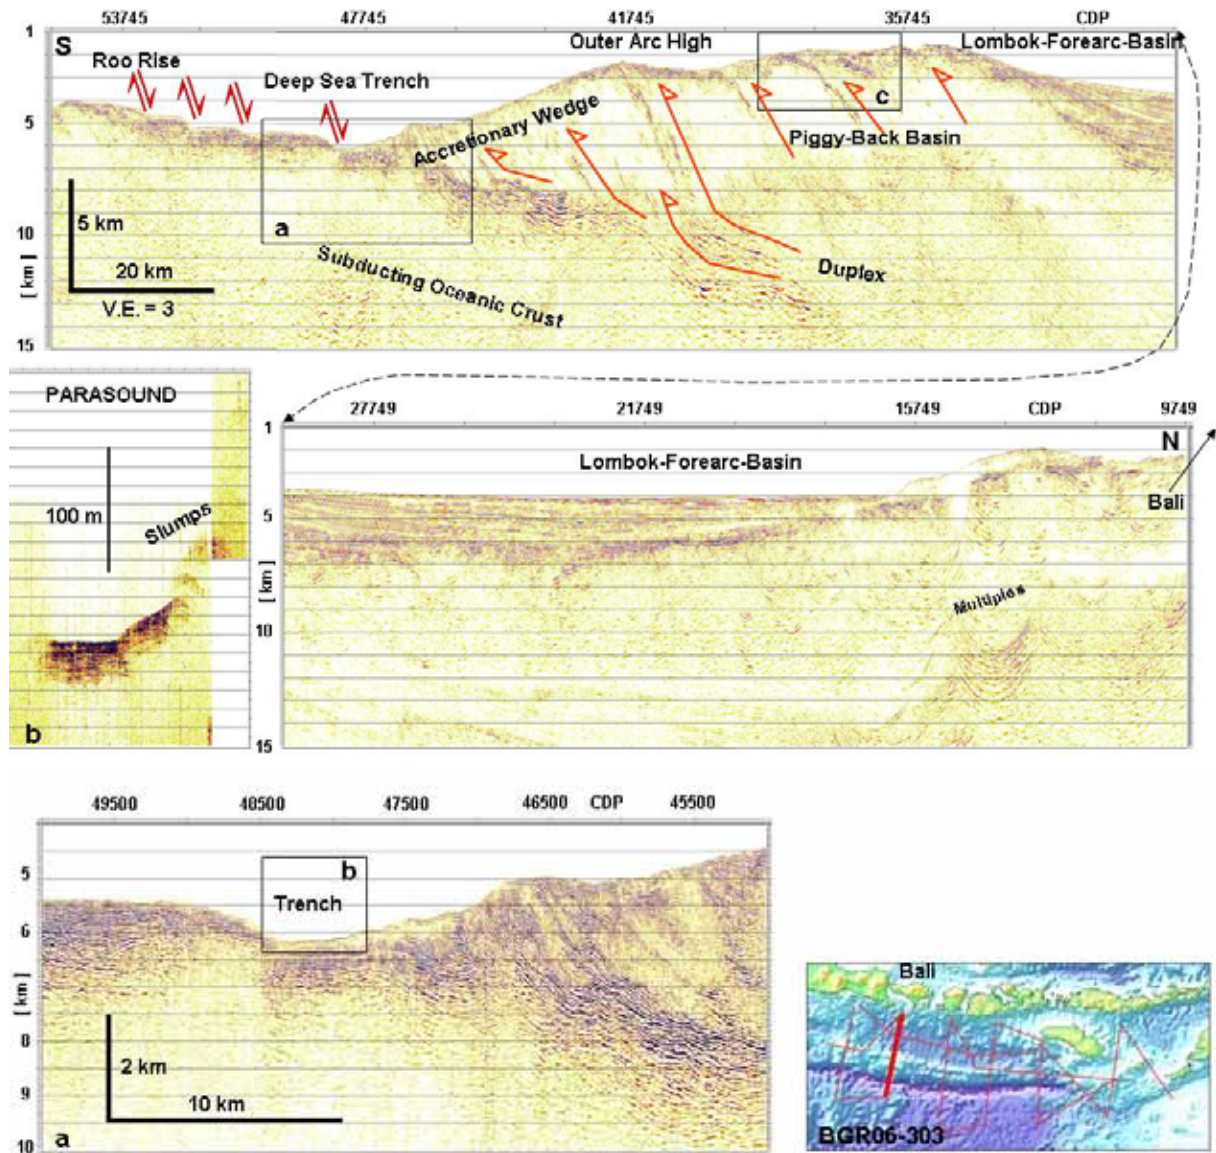 53745 47745 41745 35745 CDP
1
S
Outer Arc High
Lombok-Forearc-Basin
Roo Rise
Deep Sea Trench
c
5
Accretionary Wedge
Piggy-Back Basin
5 km
a
10
20 km
Subducting Oceanic Crust
Duplex
[ km ]
V.E. = 3
15
PARASOUND
27749 21749 15749 CDP 9749
1
N
Lombok-Forearc-Basin
Bali
100 m
Slumps
5
[ km ]
Multiples
10
b
15
49500 48500 47500 46500 CDP 45500
5
b
Trench
6
7
[ km ]
8
2 km
9
10 km
a
10
Bali
BGR06-303